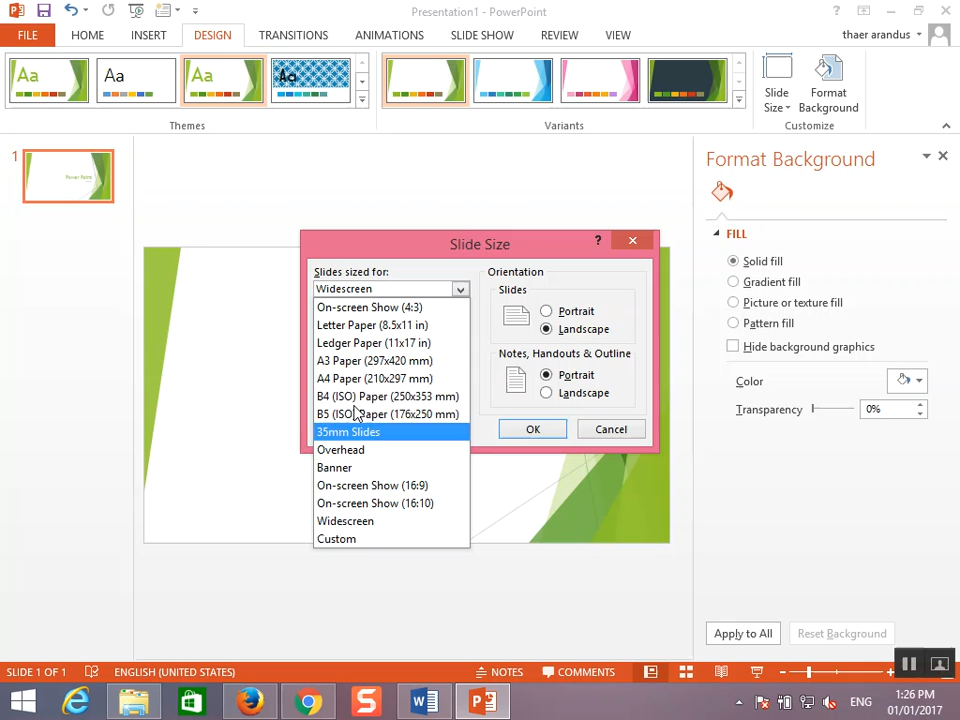 Presentation1 - PowerPoint
?
FILE
HOME
INSERT
DESIGN
TRANSITIONS
ANIMATIONS
SLIDE SHOW
REVIEW
VIEW
thaer arandus
Aa
Aa
Aa
Aa
Slide
Size
Format
Background
Themes
Variants
Customize
1
Power Point
Format Background
FILL
Solid fill
Gradient fill
Picture or texture fill
Pattern fill
Hide background graphics
Color
Transparency
0%
Slide Size
?
Slides sized for:
Widescreen
On-screen Show (4:3)
Letter Paper (8.5x11 in)
Ledger Paper (11x17 in)
A3 Paper (297x420 mm)
A4 Paper (210x297 mm)
B4 (ISO) Paper (250x353 mm)
B5 (ISO) Paper (176x250 mm)
35mm Slides
Overhead
Banner
On-screen Show (16:9)
On-screen Show (16:10)
Widescreen
Custom
Orientation
Slides
Portrait
Landscape
Notes, Handouts & Outline
Portrait
Landscape
OK
Cancel
Apply to All
Reset Background
SLIDE 1 OF 1
ENGLISH (UNITED STATES)
NOTES
COMMENTS
ENG
1:26 PM
01/01/2017